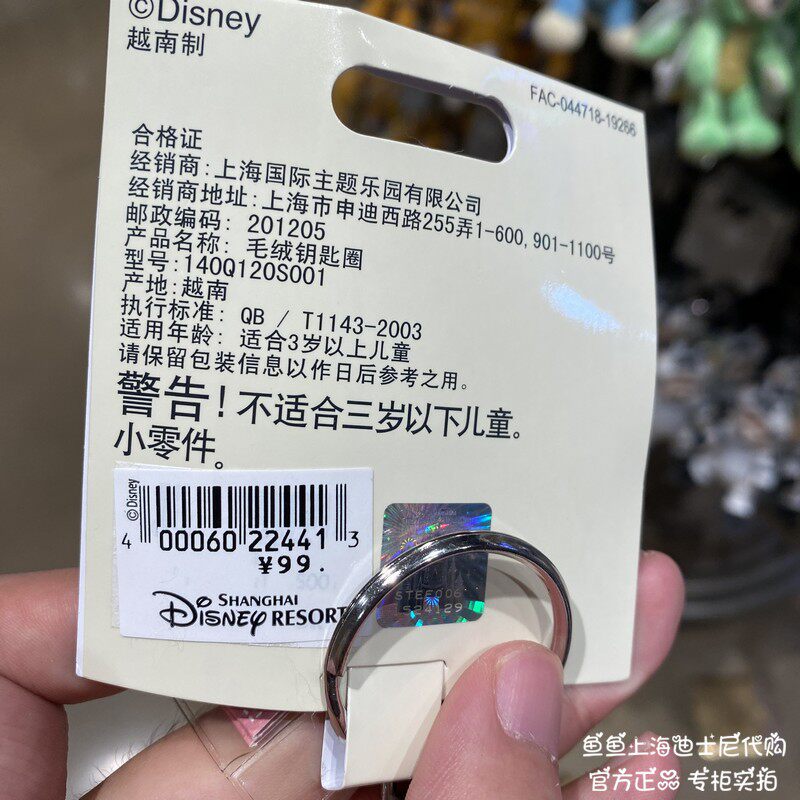 ©Disney
越南制
FAC-044718-19266
合格证
经销商:上海国际主题乐园有限公司
经销商地址:上海市申迪西路255弄1-600,901-1100号
邮政编码: 201205
产品名称: 毛绒钥匙圈
型号:140Q120S001
产地:越南
执行标准: QB / T1143-2003
适用年龄: 适合3岁以上儿童
请保留包装信息以作日后参考之用。
警告!不适合三岁以下儿童。
小零件。
©Disney
4 00060 22441 3
¥99.
SHANGHAI
DISNEY RESORT
STEE006
524129
鱼鱼上海迪士尼代购
官方正品 专柜实拍